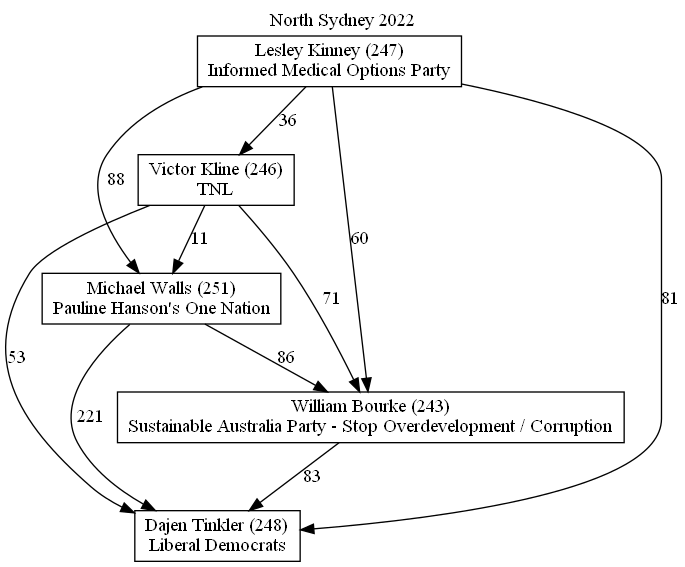 North Sydney 2022
Lesley Kinney (247)
Informed Medical Options Party
36
88
Victor Kline (246)
TNL
11
60
71
81
Michael Walls (251)
Pauline Hanson's One Nation
53
86
221
William Bourke (243)
Sustainable Australia Party - Stop Overdevelopment / Corruption
83
Dajen Tinkler (248)
Liberal Democrats